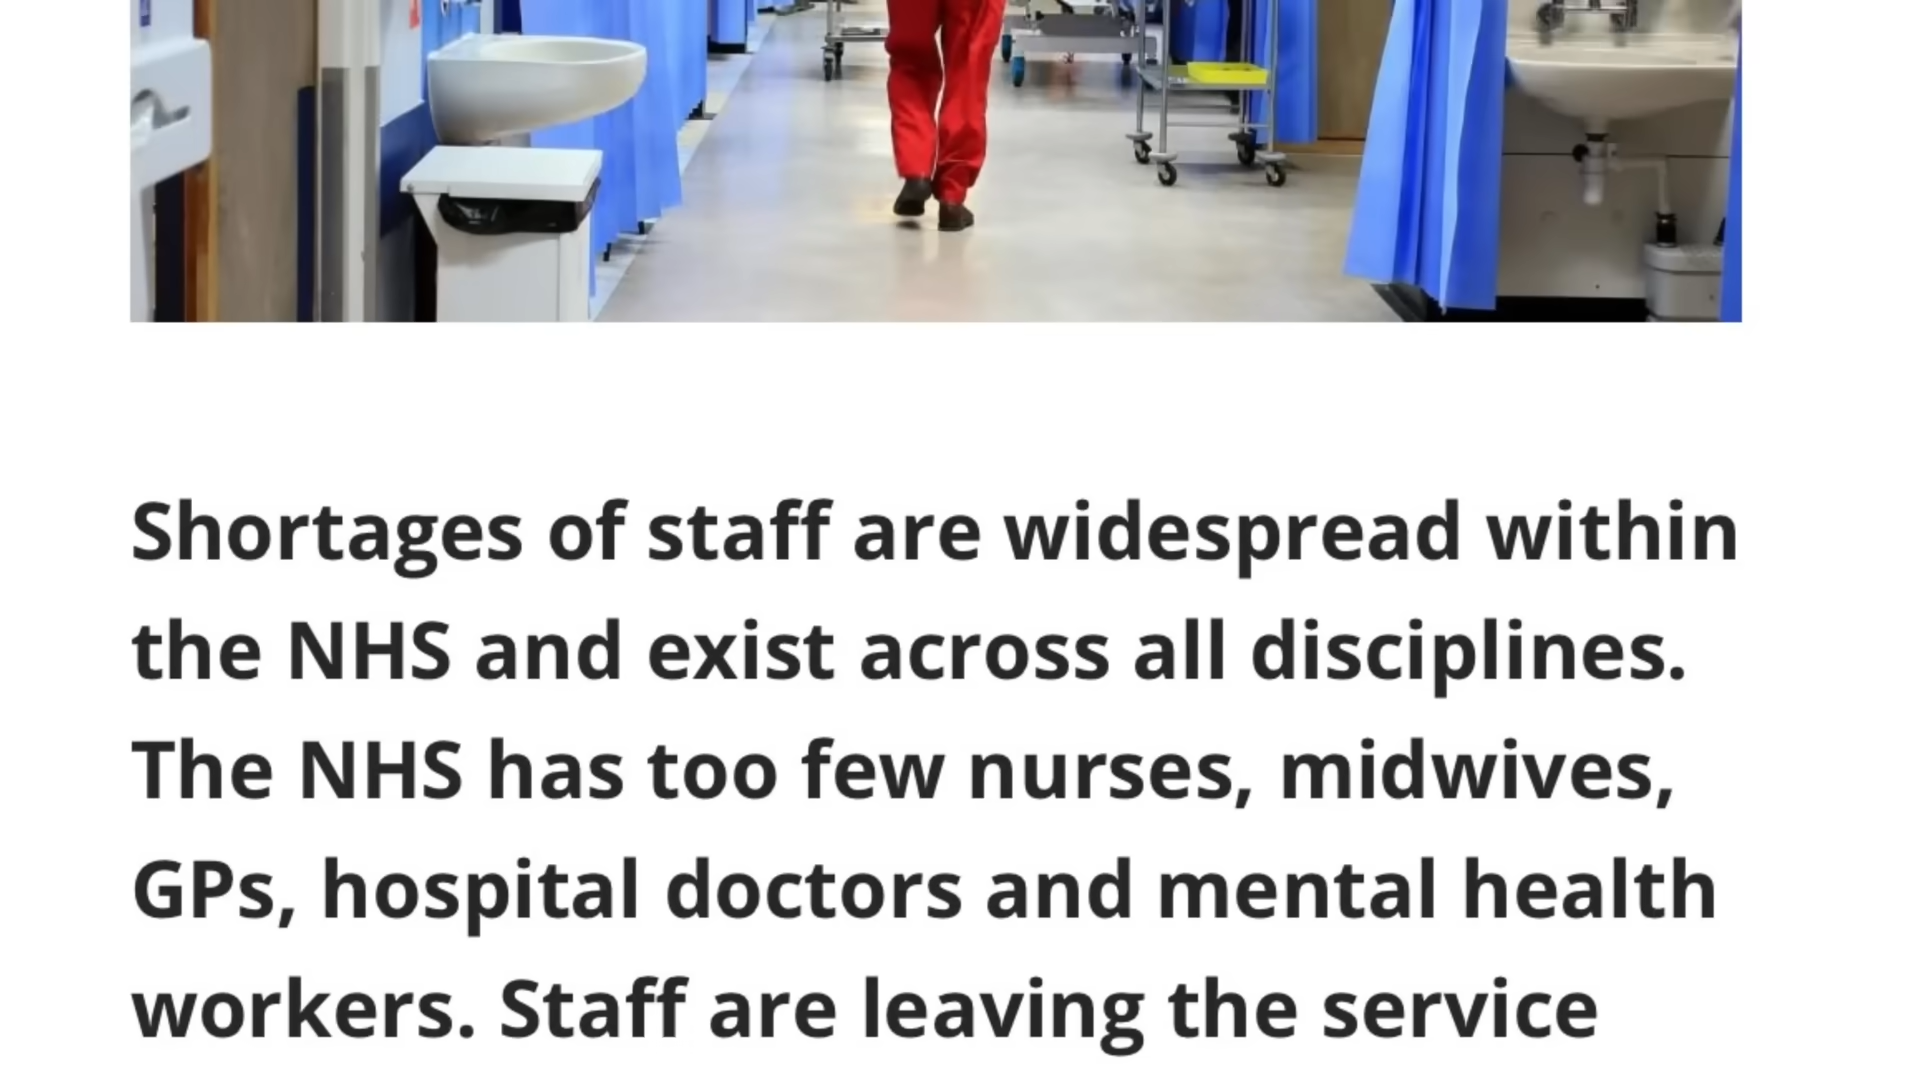 Shortages of staff are widespread within
the NHS and exist across all disciplines.
The NHS has too few nurses, midwives,
GPs, hospital doctors and mental health
workers. Staff are leaving the service